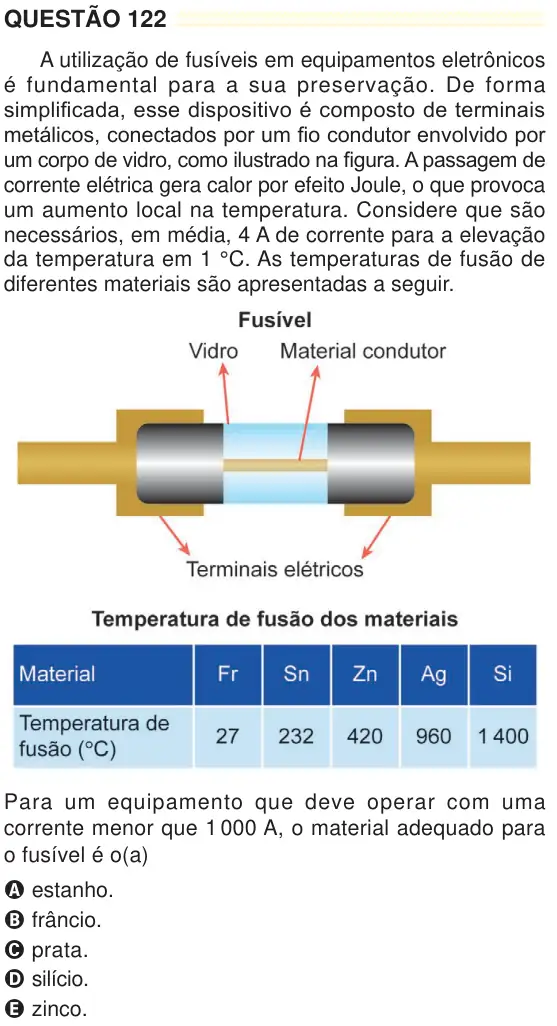 QUESTÃO 122
A utilização de fusíveis em equipamentos eletrônicos
é fundamental para a sua preservação. De forma
simplificada, esse dispositivo é composto de terminais
metálicos, conectados por um fio condutor envolvido por
um corpo de vidro, como ilustrado na figura. A passagem de
corrente elétrica gera calor por efeito Joule, o que provoca
um aumento local na temperatura. Considere que são
necessários, em média, 4 A de corrente para a elevação
da temperatura em 1 °C. As temperaturas de fusão de
diferentes materiais são apresentadas a seguir.
Fusível
Vidro Material condutor
Terminais elétricos
Temperatura de fusão dos materiais
Material Fr Sn Zn Ag Si
Temperatura de
fusão (°C) 27 232 420 960 1 400
Para um equipamento que deve operar com uma
corrente menor que 1 000 A, o material adequado para
o fusível é o(a)
A estanho.
B frâncio.
C prata.
D silício.
E zinco.